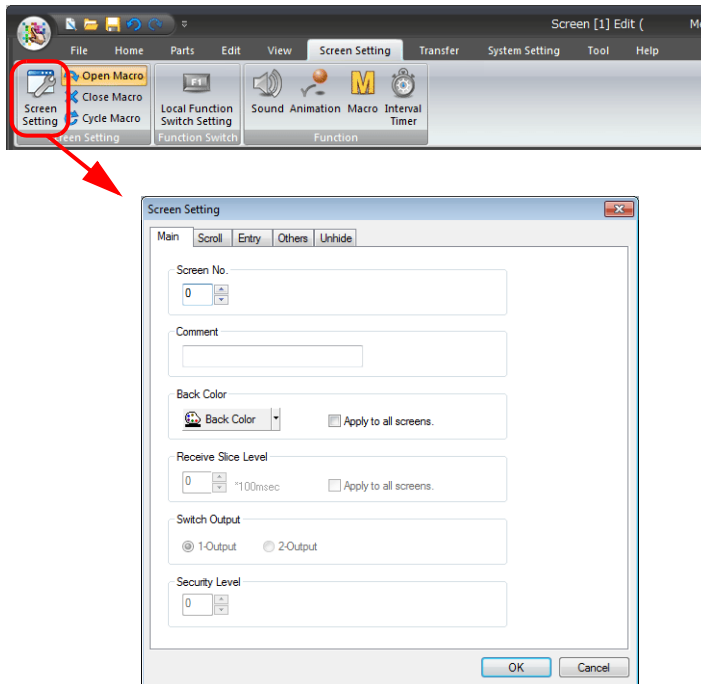 Screen [1] Edit (
File Home Parts Edit View Screen Setting Transfer System Setting Tool Help
Screen Setting
Open Macro
Close Macro
Cycle Macro
F1
Local Function
Switch Setting
Sound Animation Macro Interval
Timer
Screen Setting Function Switch Function
Screen Setting
Main Scroll Entry Others Unhide
Screen No.
0
Comment
Back Color
Back Color Apply to all screens.
Receive Slice Level
0 *100msec Apply to all screens.
Switch Output
1-Output 2-Output
Security Level
0
OK Cancel